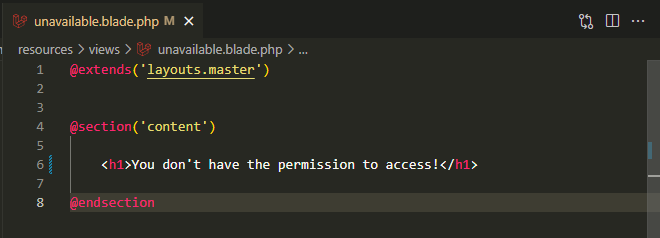 unavailable.blade.php M
resources > views > unavailable.blade.php > ...
1 @extends('layouts.master')
2
3
4 @section('content')
5
6 <h1>You don't have the permission to access!</h1>
7
8 @endsection